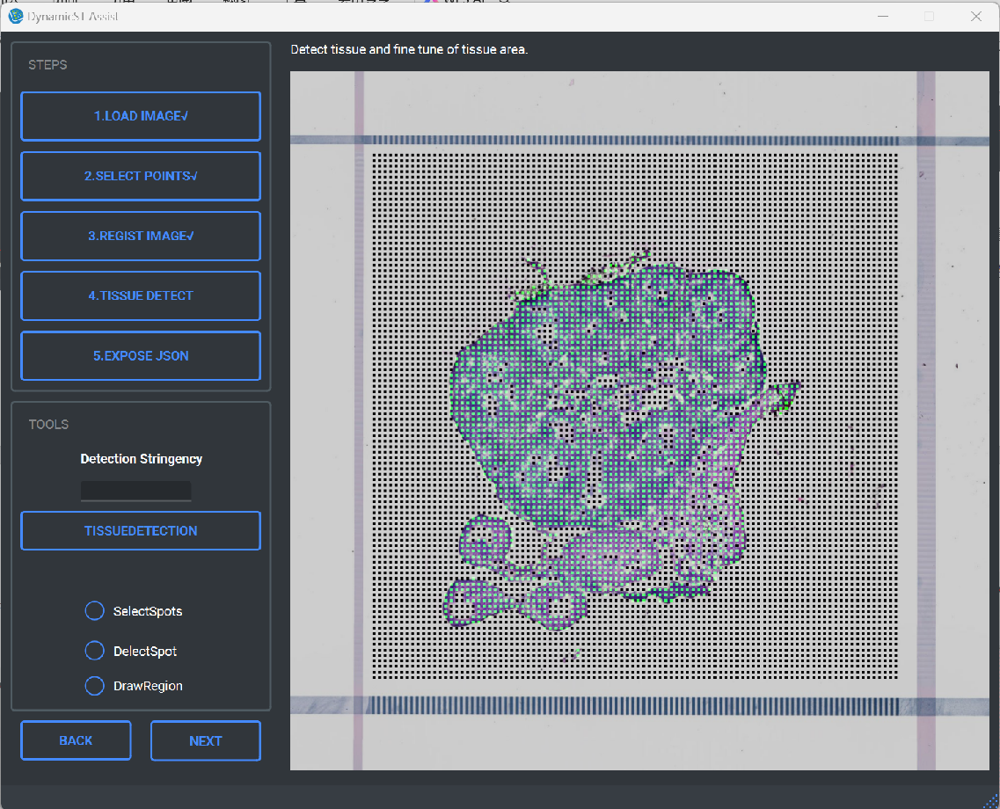 DynamicST Assist
STEPS
Detect tissue and fine tune of tissue area.
1.LOAD IMAGE√
2.SELECT POINTS√
3.REGIST IMAGE√
4.TISSUE DETECT
5.EXPOSE JSON
TOOLS
Detection Stringency
TISSUEDETECTION
SelectSpots
DelectSpot
DrawRegion
BACK
NEXT